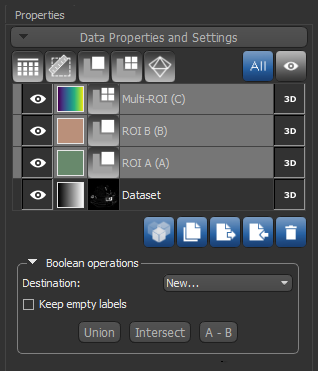 Properties
Data Properties and Settings
All
Multi-ROI (C) 3D
ROI B (B) 3D
ROI A (A) 3D
Dataset 3D
Boolean operations
Destination: New...
Keep empty labels
Union Intersect A - B